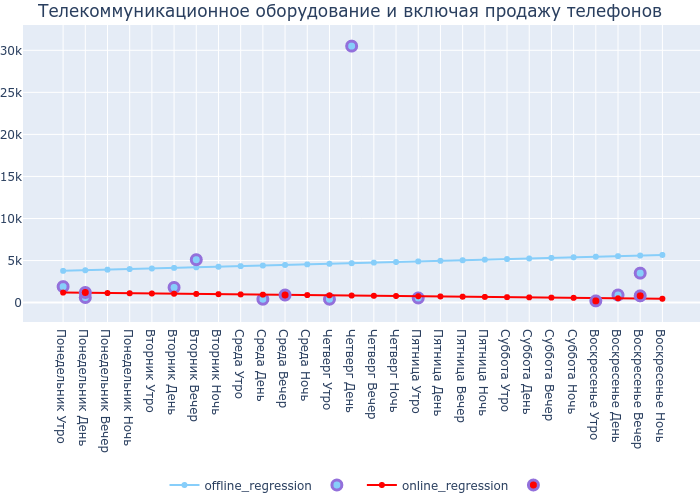 Телекоммуникационное оборудование и включая продажу телефонов
30k
25k
20k
15k
10k
5k
0
Понедельник Утро
Понедельник День
Понедельник Вечер
Понедельник Ночь
Вторник Утро
Вторник День
Вторник Вечер
Вторник Ночь
Среда Утро
Среда День
Среда Вечер
Среда Ночь
Четверг Утро
Четверг День
Четверг Вечер
Четверг Ночь
Пятница Утро
Пятница День
Пятница Вечер
Пятница Ночь
Суббота Утро
Суббота День
Суббота Вечер
Суббота Ночь
Воскресенье Утро
Воскресенье День
Воскресенье Вечер
Воскресенье Ночь
offline_regression
online_regression